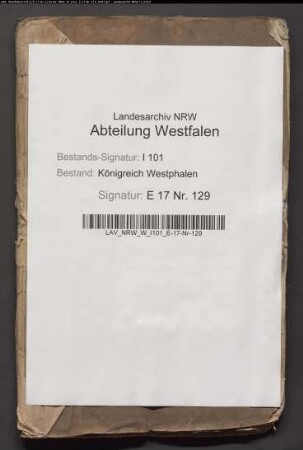 Landesarchiv NRW
Abteilung Westfalen
Bestands-Signatur: I 101
Bestand: Königreich Westphalen
Signatur: E 17 Nr. 129
LAV_NRW_W_I101_E-17-Nr-129